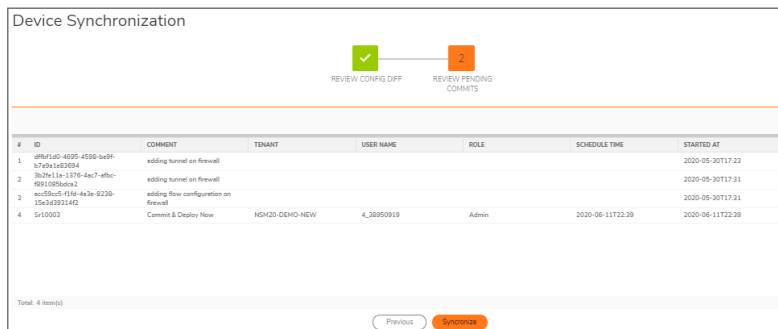 Device Synchronization
2
REVIEW CONFIG DIFF
REVIEW PENDING
COMMITS
# ID COMMENT TENANT USER NAME ROLE SCHEDULE TIME STARTED AT
1 dffbf1d0-4695-4598-be9f-
b7a9a1e83694 adding tunnel on firewall 2020-05-30T17:23
2 3b2fe11a-1376-4ac7-afbc-
f891085bdca2 adding tunnel on firewall 2020-05-30T17:31
3 acc59cc5-f1fd-4a3e-8238-
15e3d39314f2 adding flow configuration on
firewall 2020-05-30T17:31
4 Sr10003 Commit & Deploy Now NSM20-DEMO-NEW 4_38950919 Admin 2020-06-11T22:39 2020-06-11T22:39
Total: 4 item(s)
Previous Syncronize